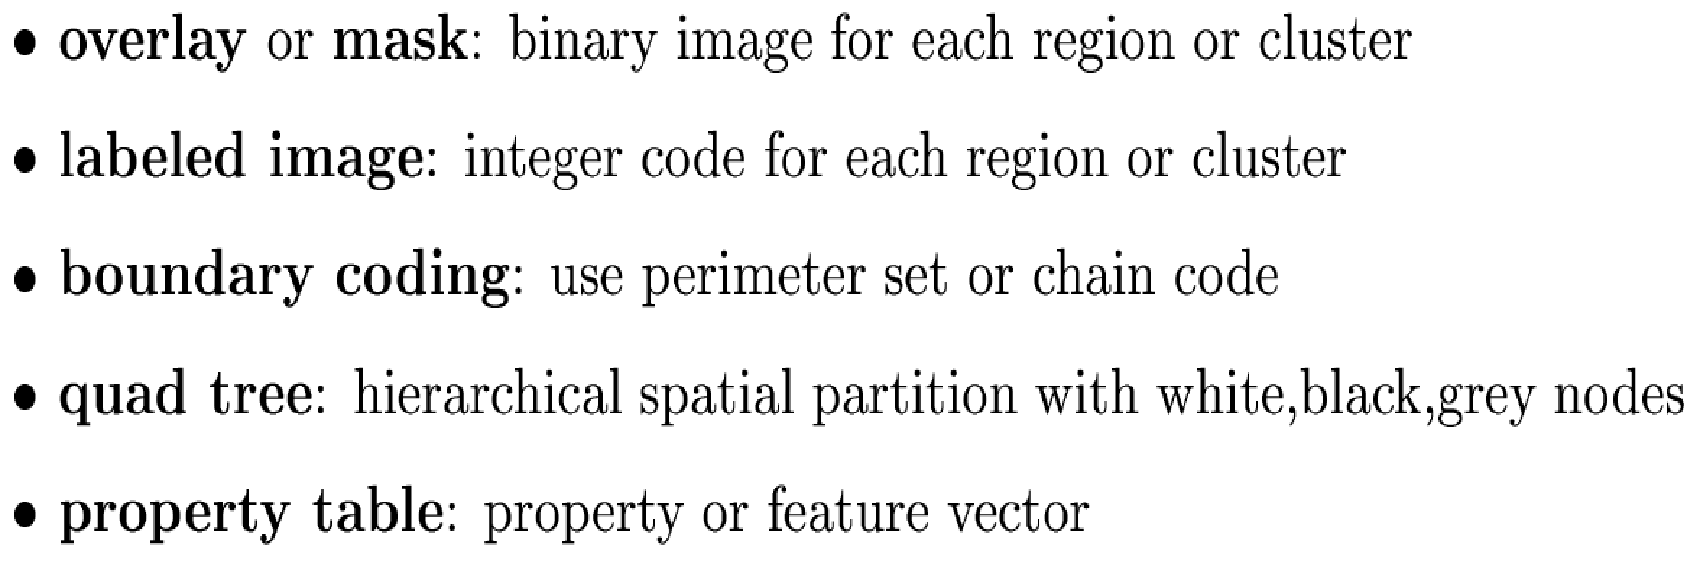 • overlay or mask: binary image for each region or cluster
• labeled image: integer code for each region or cluster
• boundary coding: use perimeter set or chain code
• quad tree: hierarchical spatial partition with white,black,grey nodes
• property table: property or feature vector